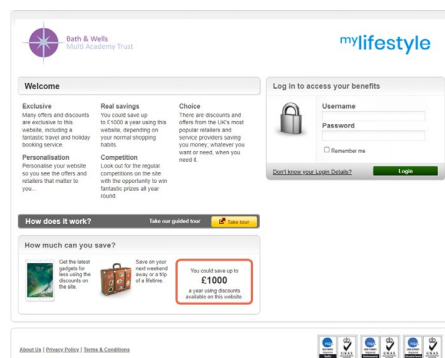 Bath & Wells
Multi Academy Trust
mylifestyle
Welcome
Exclusive
Many offers and discounts
are exclusive to this
website, including a
fantastic travel and holiday
booking service.
Personalisation
Personalise your website
so you see the offers and
retailers that matter to
you...
Real savings
You could save up
to £1000 a year using this
website, depending on
your normal shopping
habits.
Competition
Look out for the regular
competitions on the site
with the opportunity to win
fantastic prizes all year
round.
Choice
There are discounts and
offers from the UK's most
popular retailers and
service providers saving
you money, whatever you
want or need, when you
need it.
Log in to access your benefits
Username
Password
Remember me
Don't know your Login Details?
Login
How does it work?
Take our guided tour
Take tour
How much can you save?
Get the latest
gadgets for
less using the
discounts on
the site.
Save on your
next weekend
away or a trip
of a lifetime.
You could save up to
£1000
a year using discounts
available on this website
About Us | Privacy Policy | Terms & Conditions